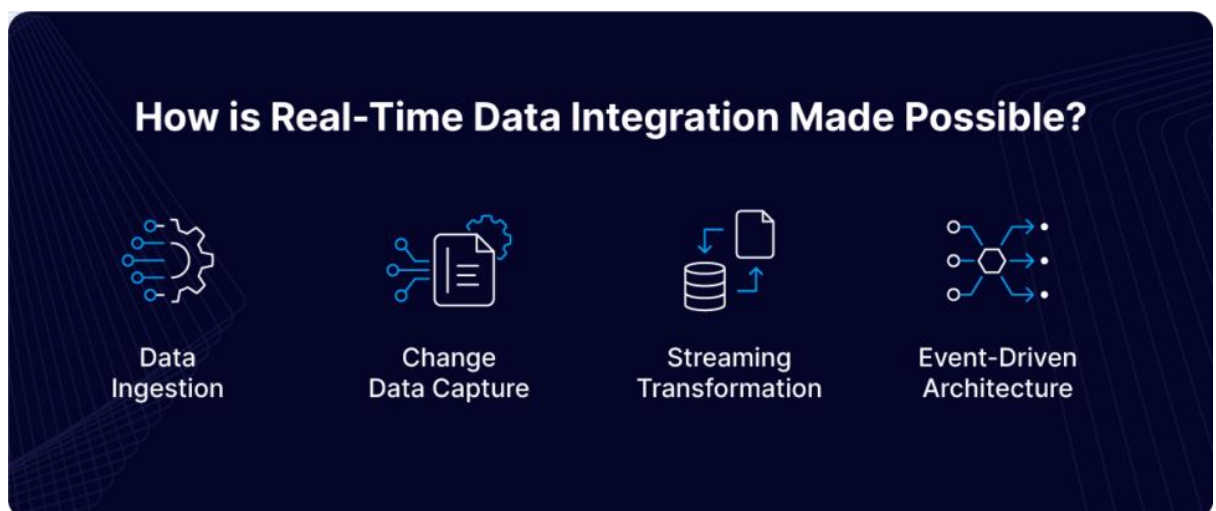 How is Real-Time Data Integration Made Possible?
Data
Ingestion
Change
Data Capture
Streaming
Transformation
Event-Driven
Architecture